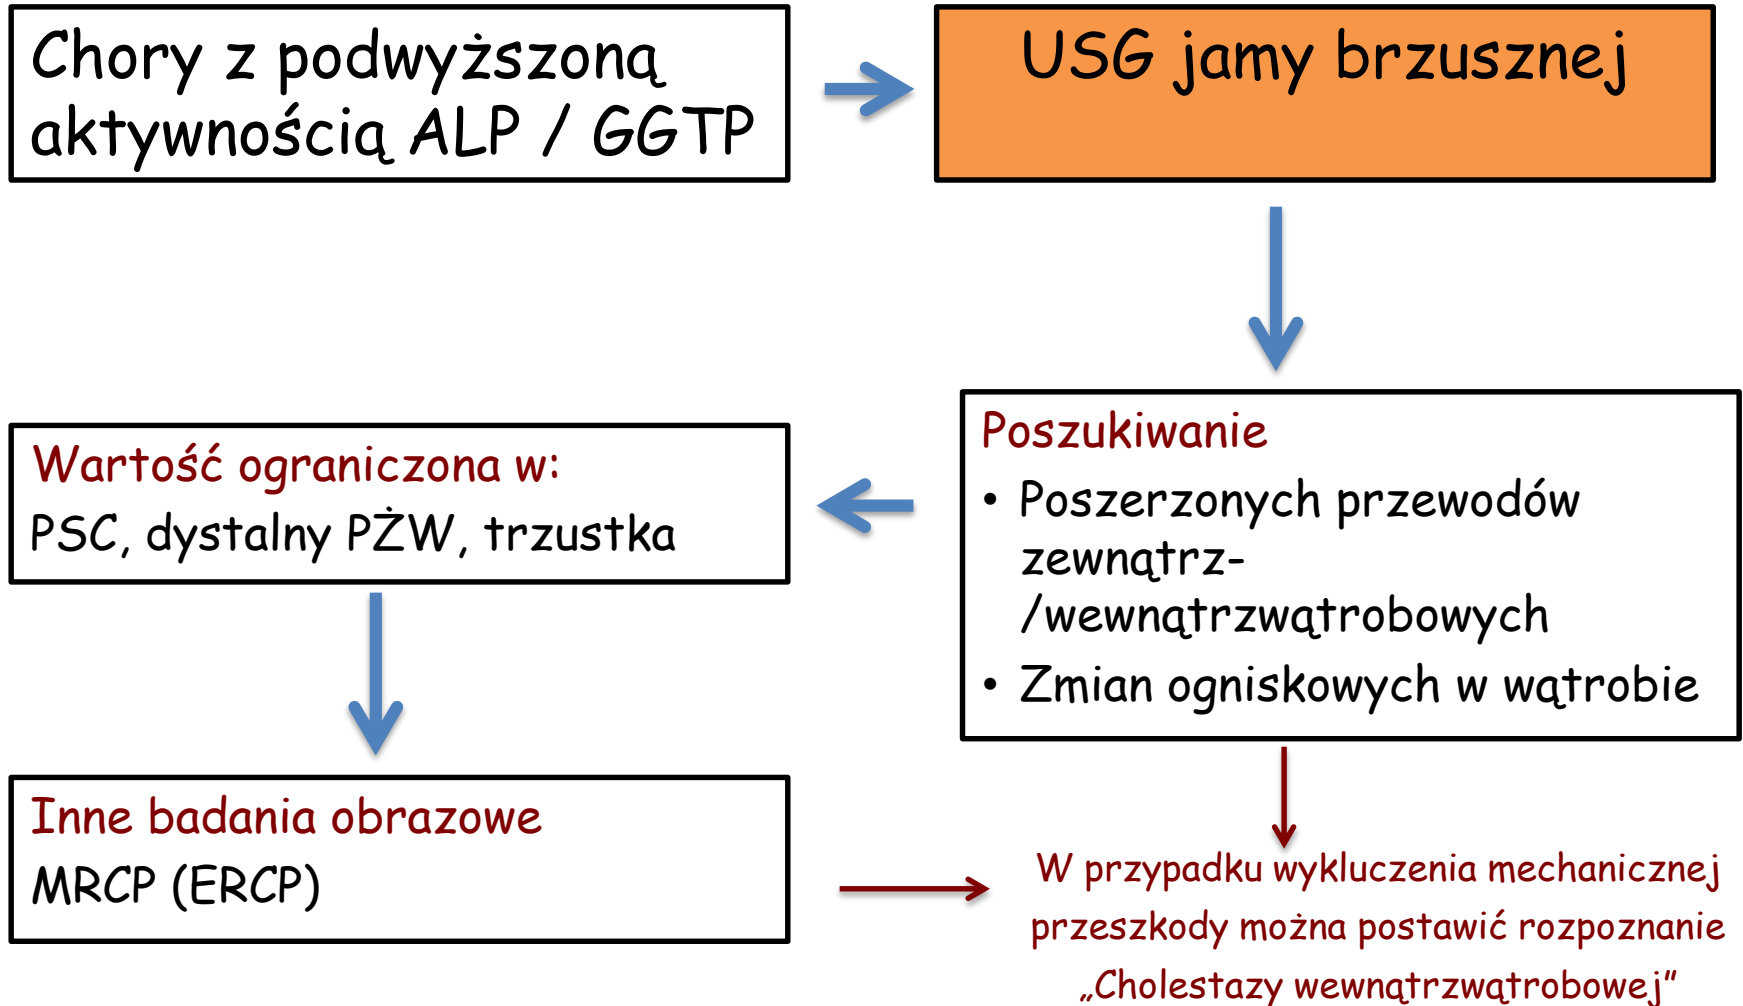 Chory z podwyższoną
aktywnością ALP / GGTP
USG jamy brzusznej
Poszukiwanie
• Poszerzonych przewodów
zewnątrz-
/wewnątrzwątrobowych
• Zmian ogniskowych w wątrobie
Wartość ograniczona w:
PSC, dystalny PŻW, trzustka
Inne badania obrazowe
MRCP (ERCP)
W przypadku wykluczenia mechanicznej
przeszkody można postawić rozpoznanie
„Cholestazy wewnątrzwątrobowej”